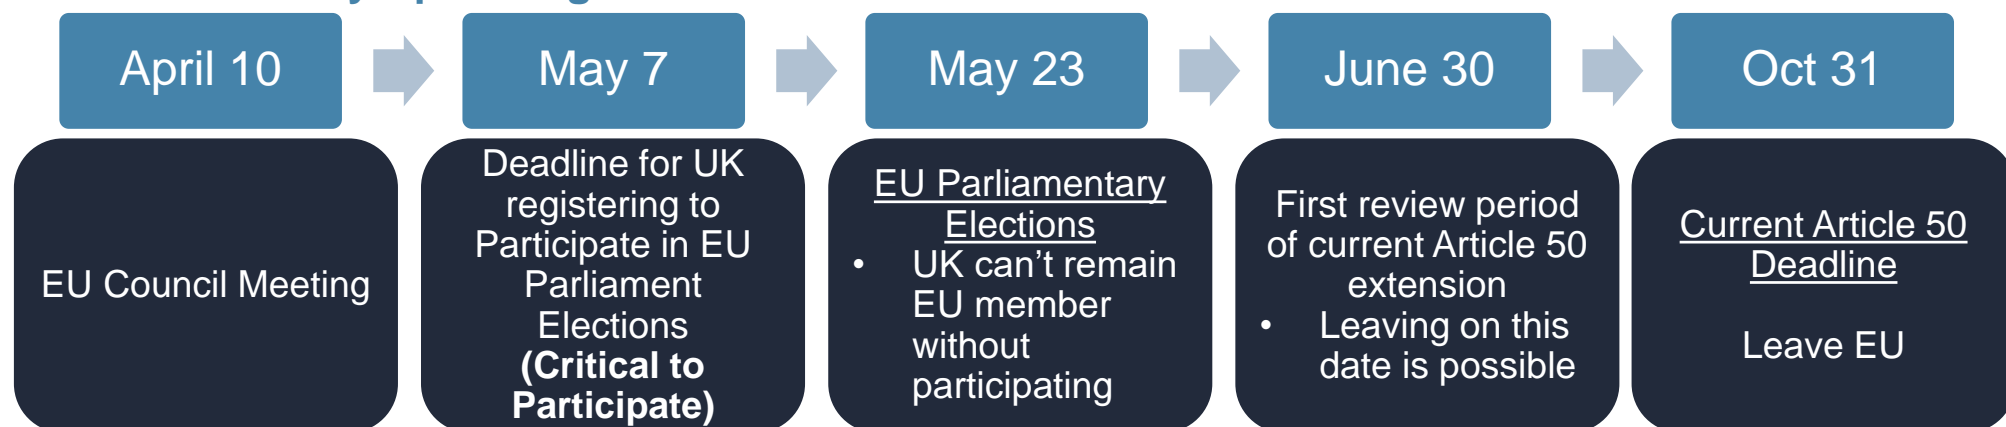 April 10
May 7
May 23
June 30
Oct 31
EU Council Meeting
Deadline for UK
registering to
Participate in EU
Parliament
Elections
(Critical to
Participate)
EU Parliamentary
Elections
• UK can’t remain
EU member
without
participating
First review period
of current Article 50
extension
• Leaving on this
date is possible
Current Article 50
Deadline
Leave EU